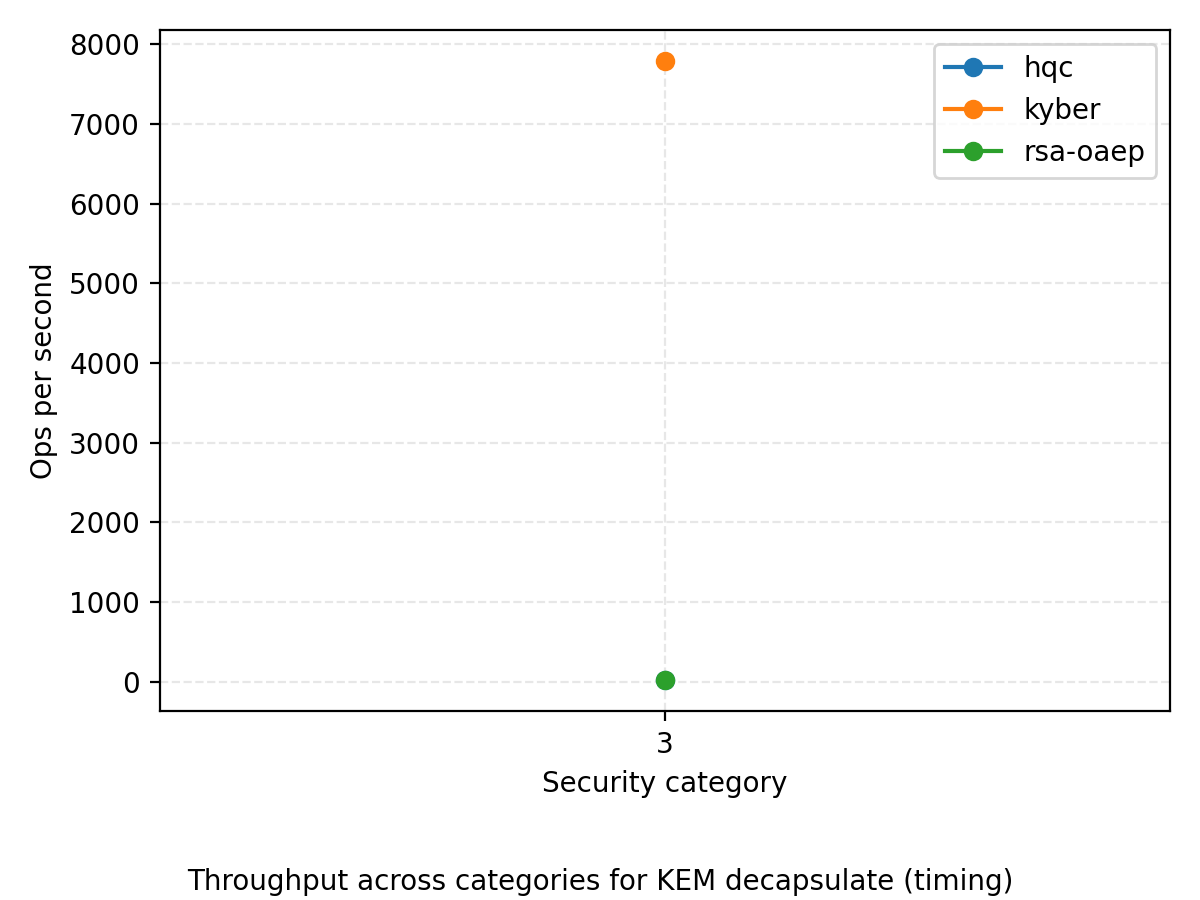 8000
7000
6000
5000
4000
3000
2000
1000
0
Ops per second
hqc
kyber
rsa-oaep
3
Security category
Throughput across categories for KEM decapsulate (timing)